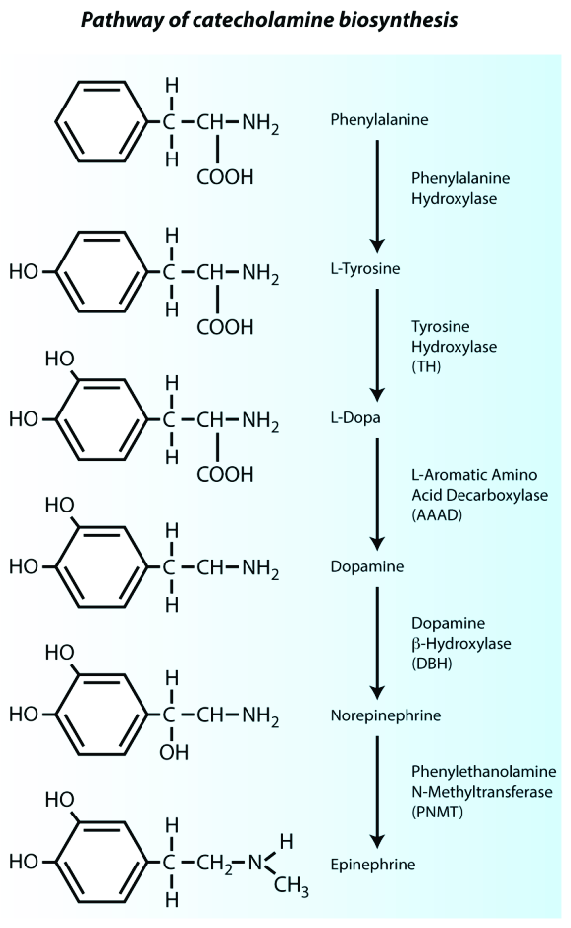 Pathway of catecholamine biosynthesis
H
C
CH
NH2
H
COOH
Phenylalanine
Phenylalanine
Hydroxylase
H
HO
C
CH
NH2
H
COOH
L-Tyrosine
Tyrosine
Hydroxylase
(TH)
HO
H
HO
C
CH
NH2
H
COOH
L-Dopa
L-Aromatic Amino
Acid Decarboxylase
(AAAD)
HO
H
HO
C
CH
NH2
H
Dopamine
Dopamine
β-Hydroxylase
(DBH)
HO
H
HO
C
CH
NH2
OH
Norepinephrine
Phenylethanolamine
N-Methyltransferase
(PNMT)
HO
H
HO
C
CH2
N
H
CH3
H
Epinephrine